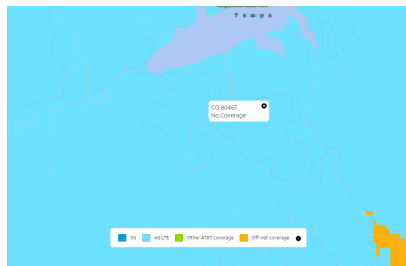 CO 80467
No Coverage
5G
4G LTE
Other AT&T coverage
Off-net coverage